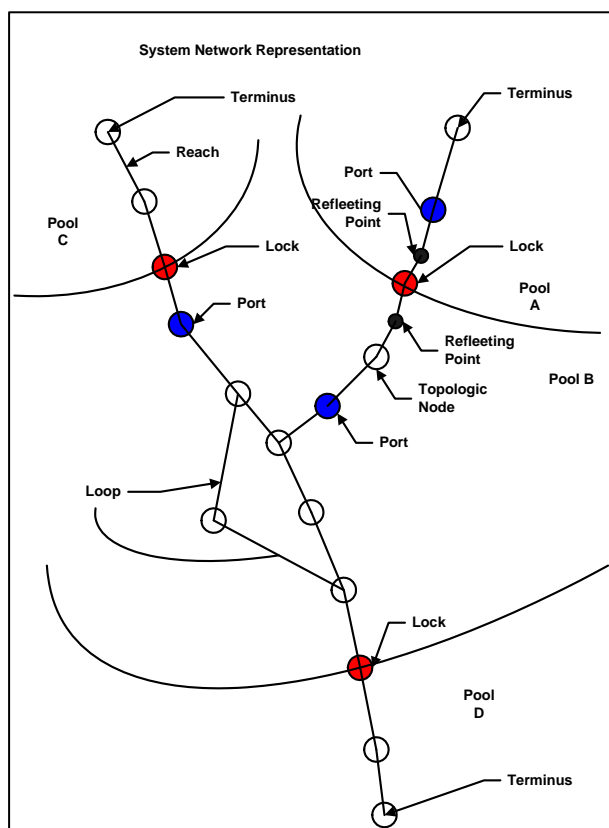 System Network Representation
Terminus
Terminus
Reach
Port
Refleeting
Point
Pool
C
Lock
Lock
Pool
A
Port
Refleeting
Point
Pool B
Topologic
Node
Port
Loop
Lock
Pool
D
Terminus